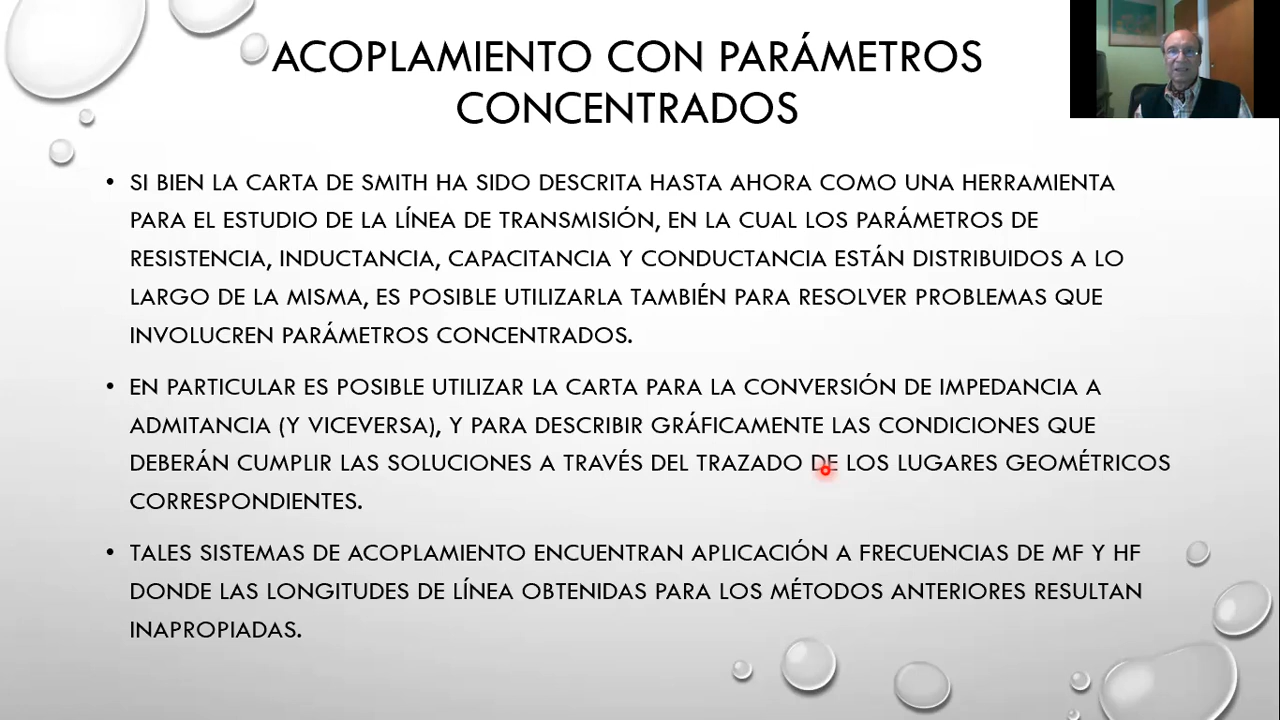 ACOPLAMIENTO CON PARÁMETROS
CONCENTRADOS
• SI BIEN LA CARTA DE SMITH HA SIDO DESCRITA HASTA AHORA COMO UNA HERRAMIENTA
PARA EL ESTUDIO DE LA LÍNEA DE TRANSMISIÓN, EN LA CUAL LOS PARÁMETROS DE
RESISTENCIA, INDUCTANCIA, CAPACITANCIA Y CONDUCTANCIA ESTÁN DISTRIBUIDOS A LO
LARGO DE LA MISMA, ES POSIBLE UTILIZARLA TAMBIÉN PARA RESOLVER PROBLEMAS QUE
INVOLUCREN PARÁMETROS CONCENTRADOS.
• EN PARTICULAR ES POSIBLE UTILIZAR LA CARTA PARA LA CONVERSIÓN DE IMPEDANCIA A
ADMITANCIA (Y VICEVERSA), Y PARA DESCRIBIR GRÁFICAMENTE LAS CONDICIONES QUE
DEBERÁN CUMPLIR LAS SOLUCIONES A TRAVÉS DEL TRAZADO DE LOS LUGARES GEOMÉTRICOS
CORRESPONDIENTES.
• TALES SISTEMAS DE ACOPLAMIENTO ENCUENTRAN APLICACIÓN A FRECUENCIAS DE MF Y HF
DONDE LAS LONGITUDES DE LÍNEA OBTENIDAS PARA LOS MÉTODOS ANTERIORES RESULTAN
INAPROPIADAS.